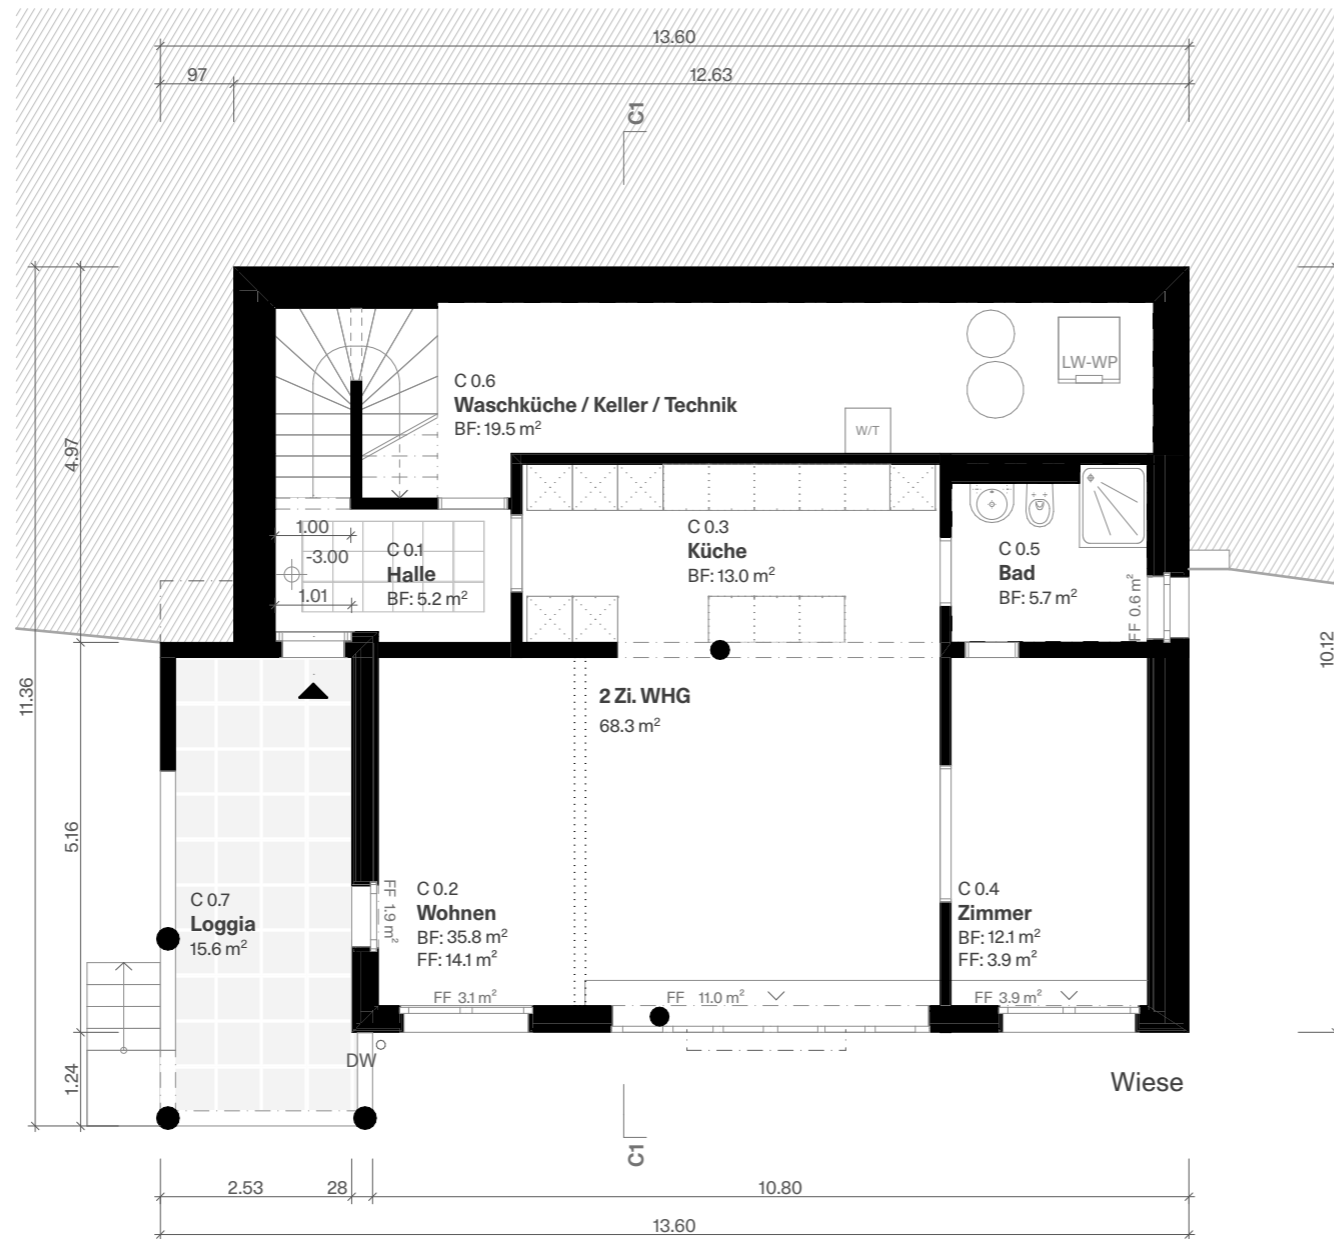 13.60
97
12.63
C1
LW-WP
C 0.6
Waschküche / Keller / Technik
BF: 19.5 m²
W/T
4.97
1.00
-3.00
1.01
C 0.1
Halle
BF: 5.2 m²
C 0.3
Küche
BF: 13.0 m²
C 0.5
Bad
BF: 5.7 m²
FF 0.6 m²
10.12
11.36
2 Zi. WHG
68.3 m²
5.16
C 0.7
Loggia
15.6 m²
FF 1.9 m²
C 0.2
Wohnen
BF: 35.8 m²
FF: 14.1 m²
C 0.4
Zimmer
BF: 12.1 m²
FF: 3.9 m²
FF 3.1 m²
FF 11.0 m²
FF 3.9 m²
DW
1.24
Wiese
C1
2.53
28
10.80
13.60